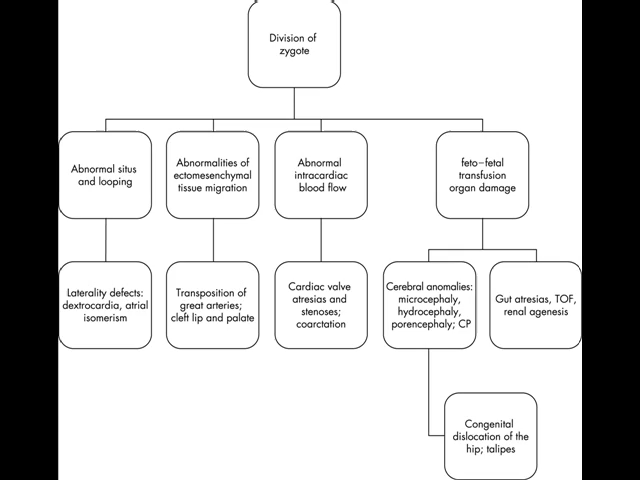 Division of
zygote
Abnormal situs
and looping
Abnormalities of
ectomesenchymal
tissue migration
Abnormal
intracardiac
blood flow
feto–fetal
transfusion
organ damage
Laterality defects:
dextrocardia, atrial
isomerism
Transposition of
great arteries;
cleft lip and palate
Cardiac valve
atresias and
stenoses;
coarctation
Cerebral anomalies:
microcephaly,
hydrocephaly,
porencephaly; CP
Gut atresias, TOF,
renal agenesis
Congenital
dislocation of the
hip; talipes